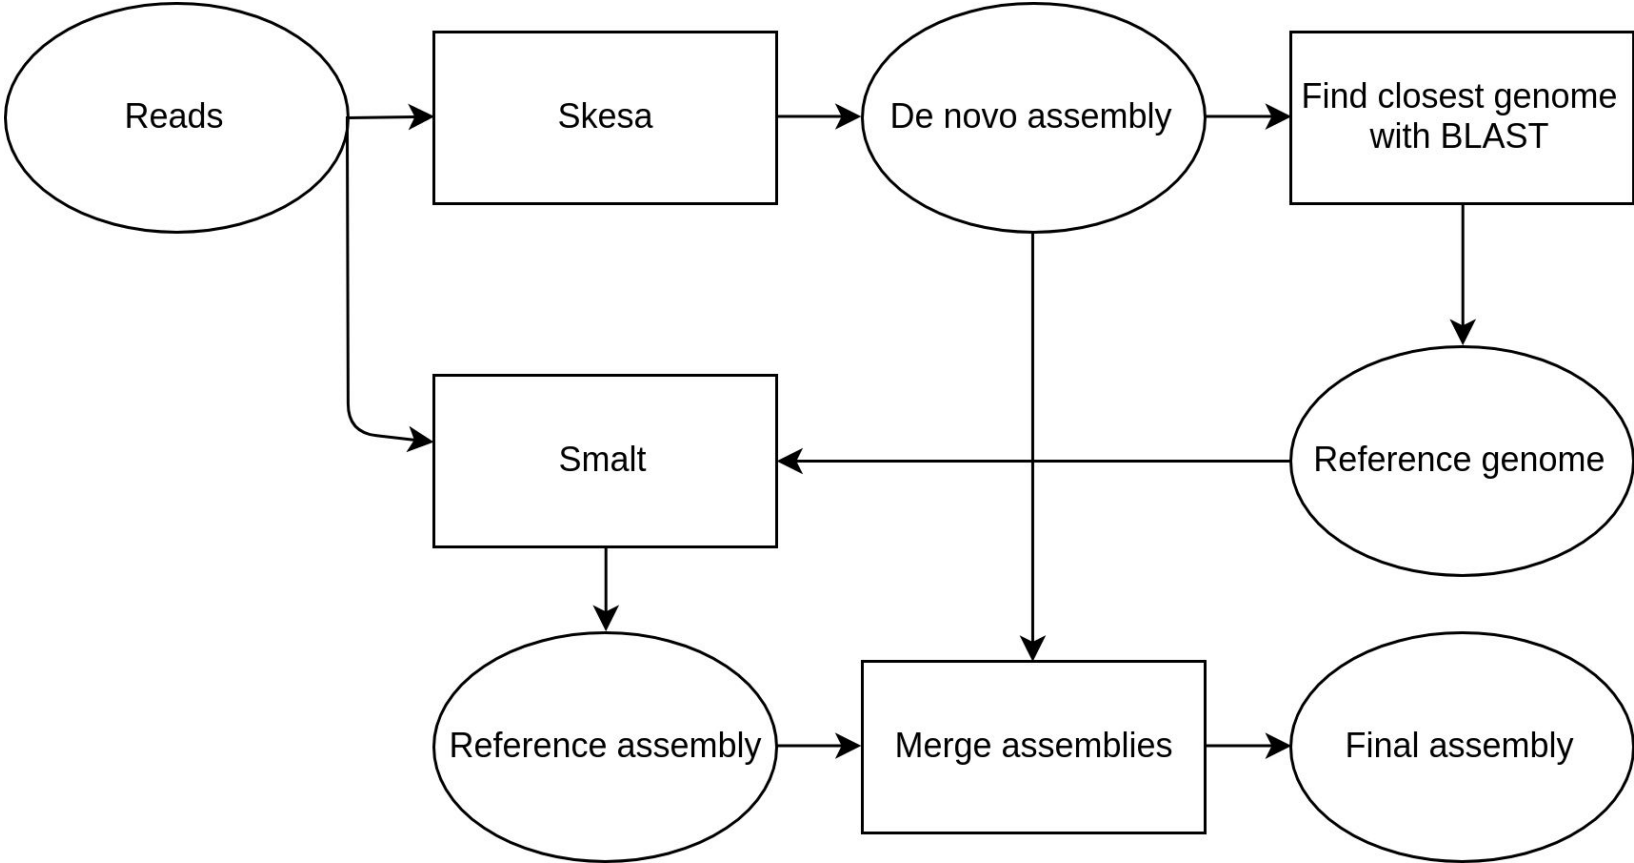 Reads
Skesa
De novo assembly
Find closest genome
with BLAST
Smalt
Reference genome
Reference assembly
Merge assemblies
Final assembly